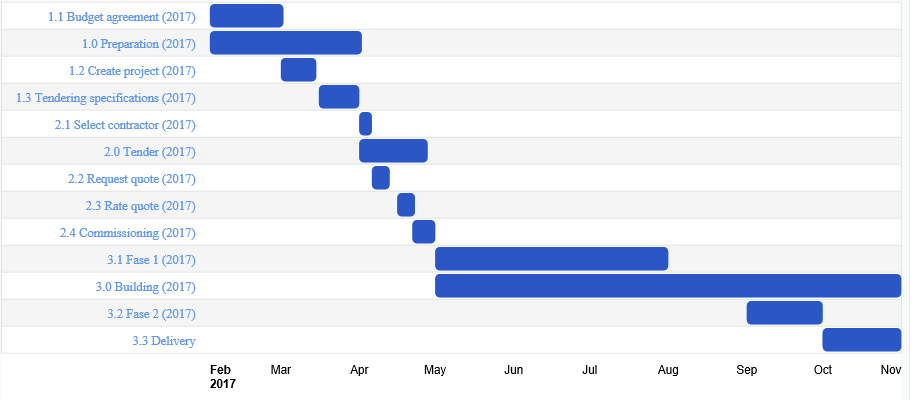 1.1 Budget agreement (2017)
1.0 Preparation (2017)
1.2 Create project (2017)
1.3 Tendering specifications (2017)
2.1 Select contractor (2017)
2.0 Tender (2017)
2.2 Request quote (2017)
2.3 Rate quote (2017)
2.4 Commissioning (2017)
3.1 Fase 1 (2017)
3.0 Building (2017)
3.2 Fase 2 (2017)
3.3 Delivery
Feb Mar Apr May Jun Jul Aug Sep Oct Nov
2017